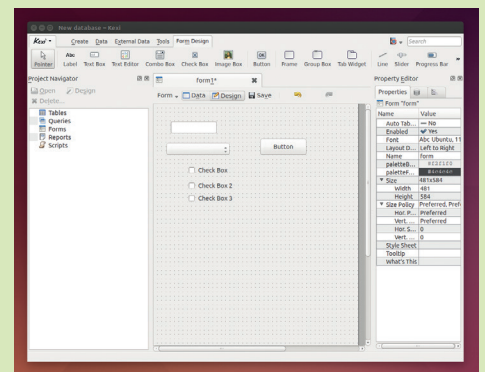 New database - Kexi
Kexi Create Data External Data Tools Form Design Search
Pointer Label Text Box Text Editor Combo Box Check Box Image Box Button Frame Group Box Tab Widget Line Slider Progress Bar
Abc OK
Project Navigator
form1*
Property Editor
Open Design
Delete...
Form Data Design Save
Properties
Form "form"
Tables
Queries
Forms
Reports
Scripts
Name Value
Auto Tab... No
Enabled Yes
Font Abc Ubuntu, 11
Layout D... Left to Right
Name form
paletteB...
paletteF...
Size 481x584
Width 481
Height 584
Size Policy Preferred, Pref
Hor. P... Preferred
Vert. ... Preferred
Hor. S... 0
Vert. ... 0
Style Sheet
Tooltip
What's This
Button
Check Box
Check Box 2
Check Box 3